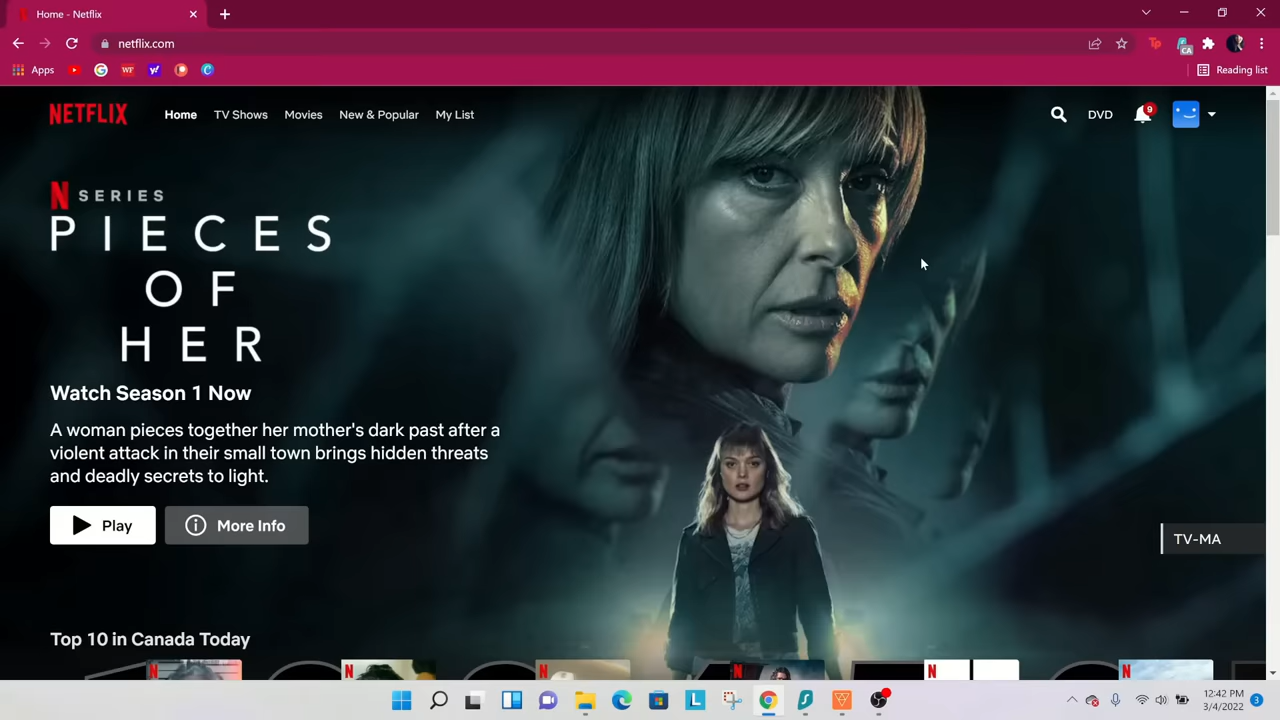 Home - Netflix
netflix.com
CA
Apps
WF
y!
Reading list
NETFLIX
Home
TV Shows
Movies
New & Popular
My List
DVD
9
N SERIES
PIECES
OF
HER
Watch Season 1 Now
A woman pieces together her mother's dark past after a
violent attack in their small town brings hidden threats
and deadly secrets to light.
Play
More Info
TV-MA
Top 10 in Canada Today
N
N
N
N
N
N
L
12:42 PM
3/4/2022
3